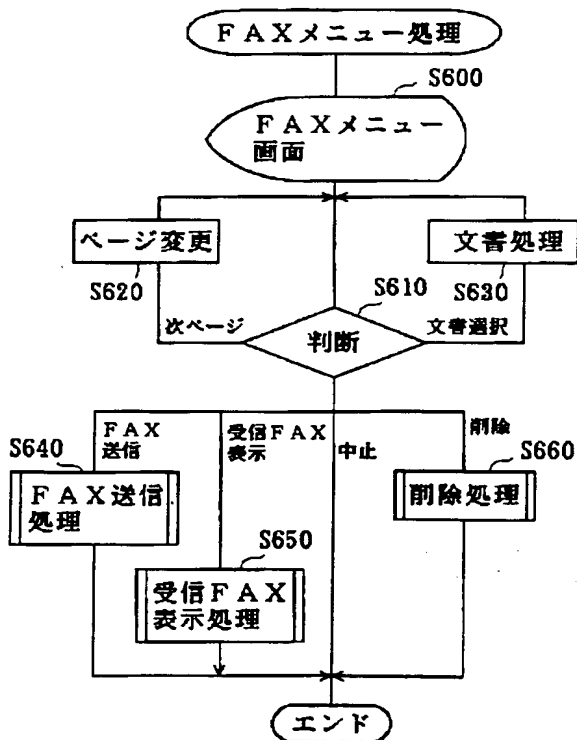 FAXメニュー処理
S600
FAXメニュー
画面
ページ変更
文書処理
S620
S630
S610
次ページ
文書選択
判断
FAX
送信
受信FAX
表示
中止
削除
S640
S660
FAX送信
処理
削除処理
S650
受信FAX
表示処理
エンド